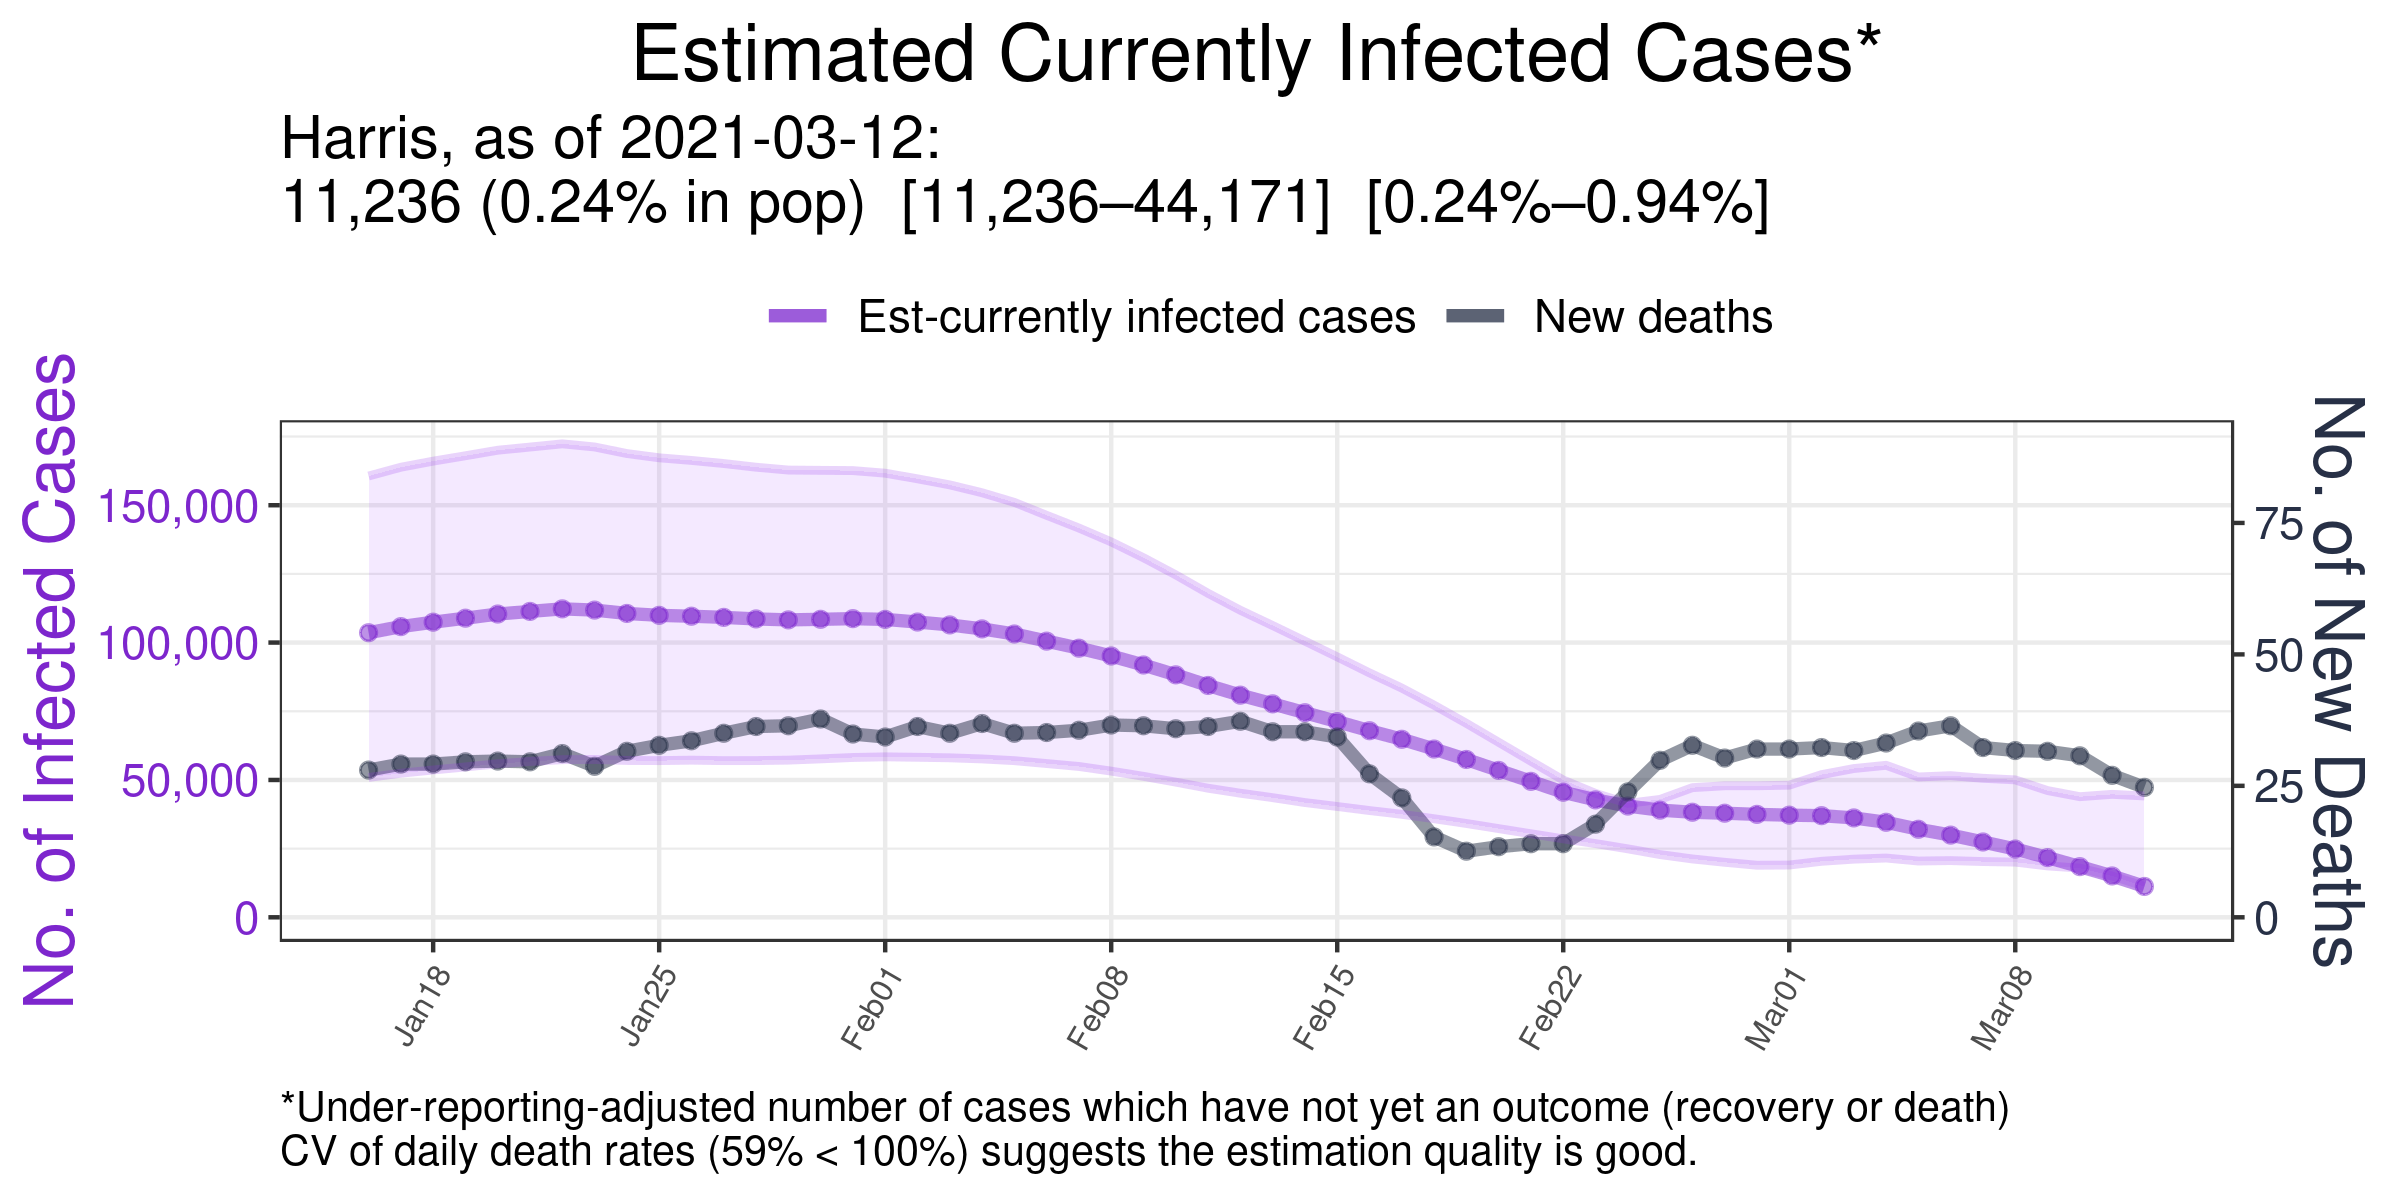 Estimated Currently Infected Cases*
Harris, as of 2021-03-12:
11,236 (0.24% in pop)  [11,236–44,171]  [0.24%–0.94%]
Est-currently infected cases
New deaths
No. of Infected Cases
150,000
100,000
50,000
0
No. of New Deaths
75
50
25
0
Jan18
Jan25
Feb01
Feb08
Feb15
Feb22
Mar01
Mar08
*Under-reporting-adjusted number of cases which have not yet an outcome (recovery or death)
CV of daily death rates (59% < 100%) suggests the estimation quality is good.